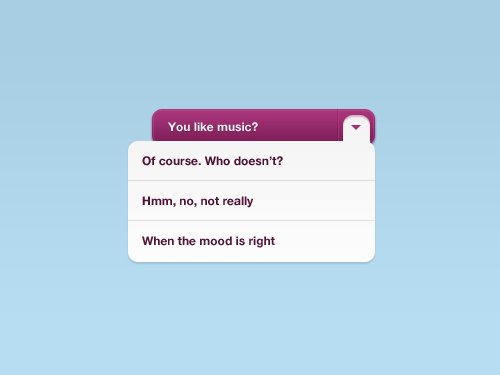 You like music?
Of course. Who doesn’t?
Hmm, no, not really
When the mood is right